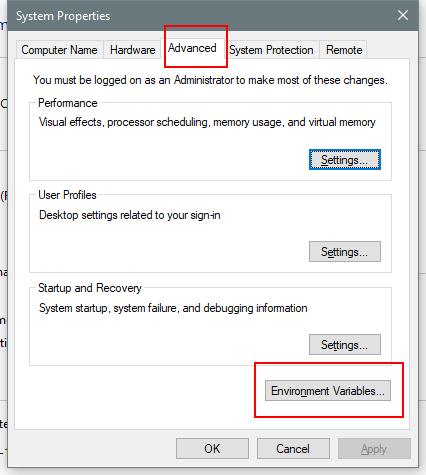 System Properties
Computer Name Hardware Advanced System Protection Remote
You must be logged on as an Administrator to make most of these changes.
Performance
Visual effects, processor scheduling, memory usage, and virtual memory
Settings...
User Profiles
Desktop settings related to your sign-in
Settings...
Startup and Recovery
System startup, system failure, and debugging information
Settings...
Environment Variables...
OK Cancel Apply